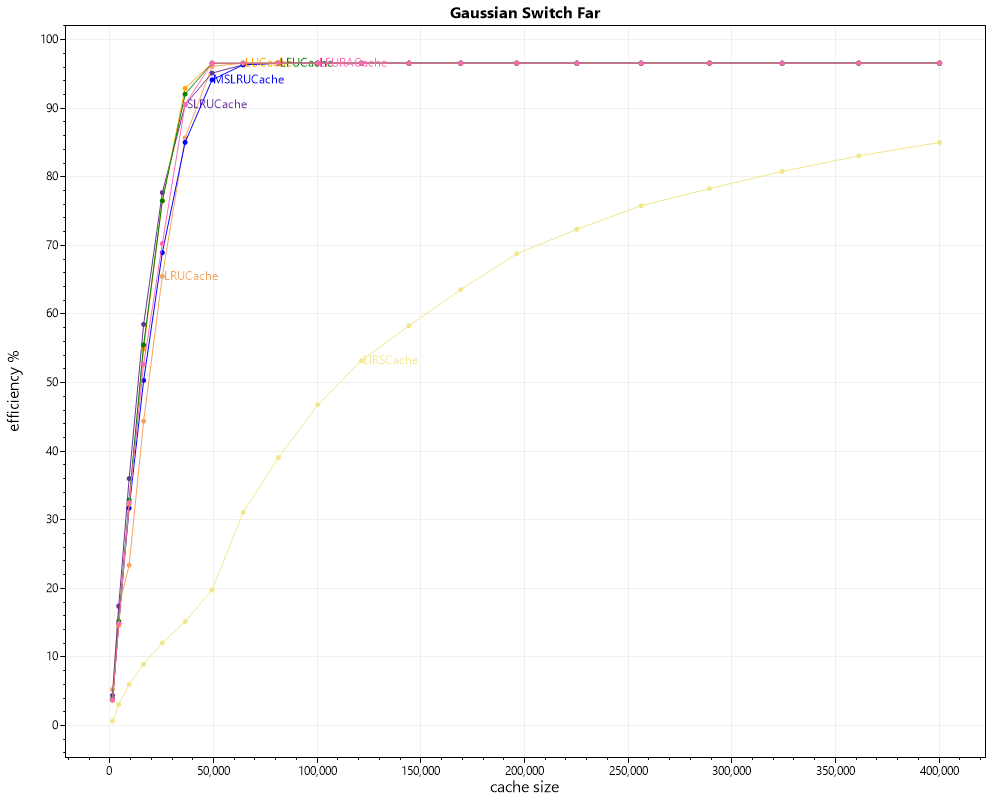 Gaussian Switch Far
efficiency %
100
90
80
70
60
50
40
30
20
10
0
LFUCache
MSLRUCache
SLRUCache
LRUCache
LIRSCache
0
50,000
100,000
150,000
200,000
250,000
300,000
350,000
400,000
cache size